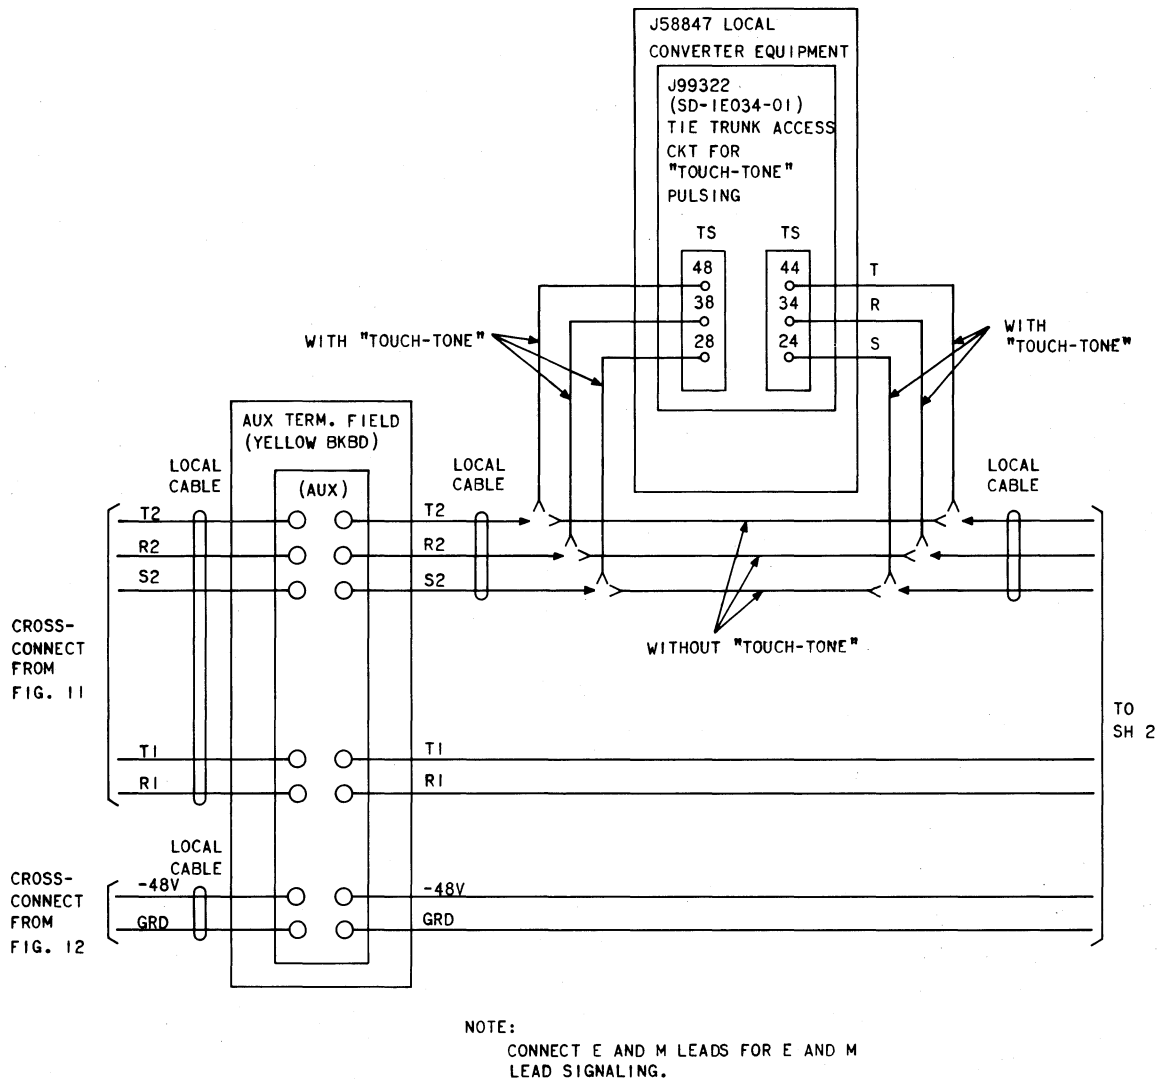 J58847 LOCAL
CONVERTER EQUIPMENT
J99322
(SD-1E034-01)
TIE TRUNK ACCESS
CKT FOR
"TOUCH-TONE"
PULSING
TS TS
48 44 T
38 34 R
28 24 S
WITH "TOUCH-TONE"
WITH
"TOUCH-TONE"
AUX TERM. FIELD
(YELLOW BKBD)
LOCAL
CABLE
(AUX)
LOCAL
CABLE
LOCAL
CABLE
T2 T2
R2 R2
S2 S2
WITHOUT "TOUCH-TONE"
CROSS-
CONNECT
FROM
FIG. 11
TO
SH 2
T1 T1
R1 R1
LOCAL
CABLE
CROSS-
CONNECT
FROM
FIG. 12
-48V -48V
GRD GRD
NOTE:
CONNECT E AND M LEADS FOR E AND M
LEAD SIGNALING.